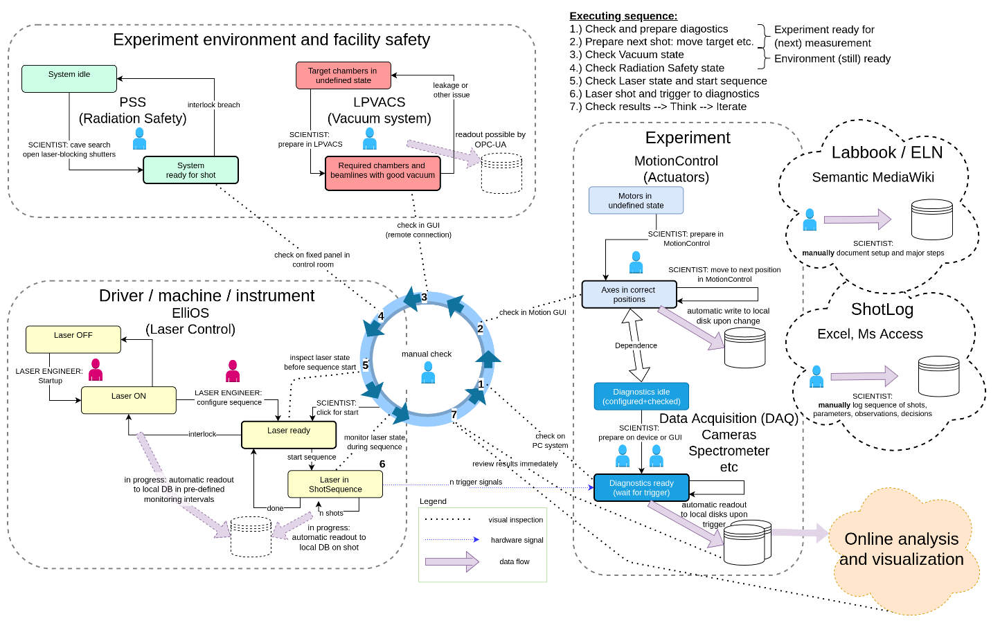 Executing sequence:
1.) Check and prepare diagostics
2.) Prepare next shot: move target etc.
3.) Check Vacuum state
4.) Check Radiation Safety state
5.) Check Laser state and start sequence
6.) Laser shot and trigger to diagnostics
7.) Check results --> Think --> Iterate
Experiment ready for
(next) measurement
Environment (still) ready
Experiment environment and facility safety
System idle
PSS
(Radiation Safety)
interlock breach
SCIENTIST: cave search
open laser-blocking shutters
System
ready for shot
Target chambers in
undefined state
LPVACS
(Vacuum system)
leakage or
other issue
SCIENTIST:
prepare in LPVACS
readout possible by
OPC-UA
Required chambers and
beamlines with good vacuum
check in GUI
(remote connection)
check on fixed panel in
control room
Driver / machine / instrument
ElliOS
(Laser Control)
Laser OFF
LASER ENGINEER:
Startup
Laser ON
LASER ENGINEER:
configure sequence
inspect laser state
before sequence start
SCIENTIST:
click for start
Laser ready
interlock
start sequence
monitor laser state
during sequence
6
Laser in
ShotSequence
done
n shots
in progress: automatic readout
to local DB in pre-defined
monitoring intervals
in progress:
automatic readout to
local DB on shot
manual check
1
2
3
4
5
7
check in Motion GUI
check on
PC system
review results immediately
n trigger signals
Legend
visual inspection
hardware signal
data flow
Experiment
MotionControl
(Actuators)
Motors in
undefined state
SCIENTIST: prepare in
MotionControl
SCIENTIST: move to next position
in MotionControl
Axes in correct
positions
automatic write to local
disk upon change
Dependence
Diagnostics idle
(configured+checked)
Data Acquisition (DAQ)
Cameras
Spectrometer
etc
SCIENTIST:
prepare on device or GUI
Diagnostics ready
(wait for trigger)
automatic readout
to local disks upon
trigger
Labbook / ELN
Semantic MediaWiki
SCIENTIST:
manually document setup and major steps
ShotLog
Excel, Ms Access
SCIENTIST:
manually log sequence of shots,
parameters, observations, decisions
Online analysis
and visualization